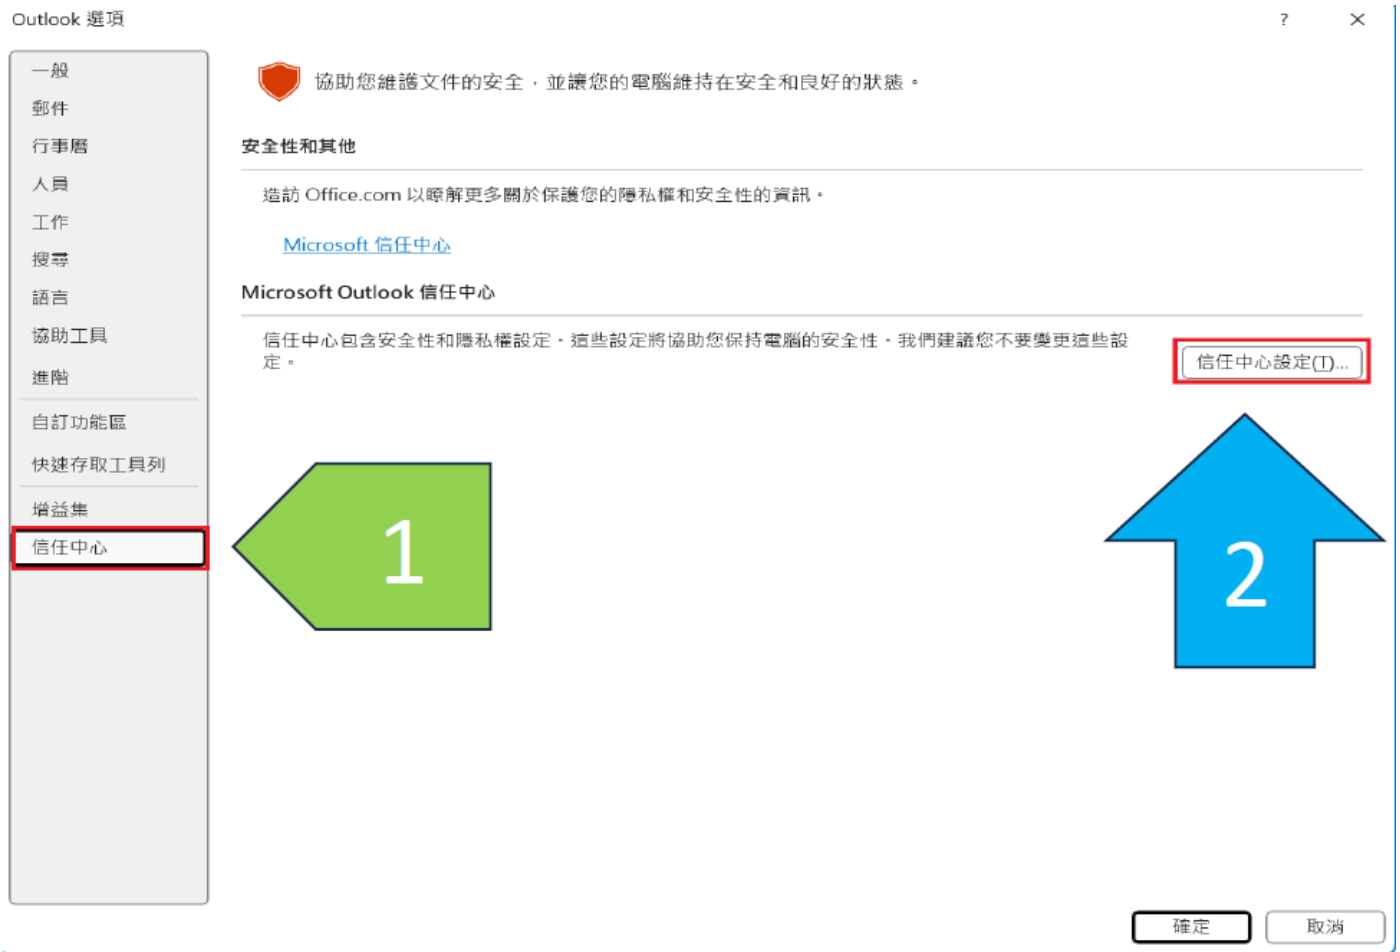 Outlook 選項
? ×
一般
郵件
行事曆
人員
工作
搜尋
語言
協助工具
進階
自訂功能區
快速存取工具列
增益集
信任中心
協助您維護文件的安全，並讓您的電腦維持在安全和良好的狀態。
安全性和其他
造訪 Office.com 以瞭解更多關於保護您的隱私權和安全性的資訊。
Microsoft 信任中心
Microsoft Outlook 信任中心
信任中心包含安全性和隱私權設定。這些設定將協助您保持電腦的安全性。我們建議您不要變更這些設
定。
信任中心設定(T)...
1
2
確定
取消